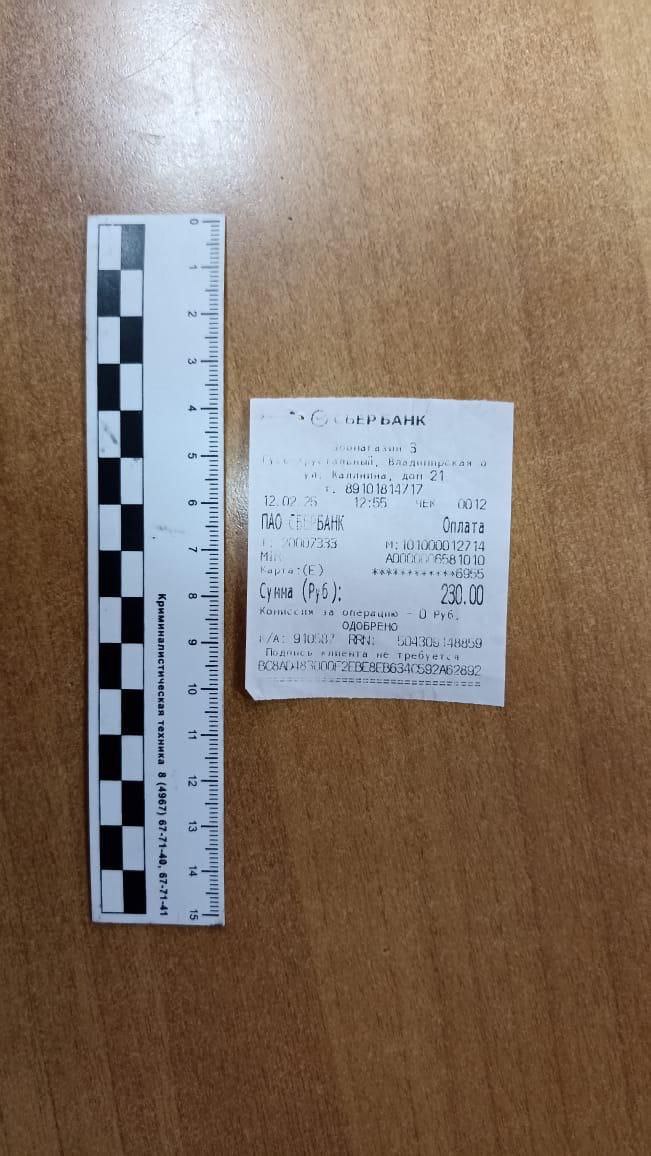 0
1
2
3
4
5
6
7
8
9
10
11
12
13
14
15
Криминалистическая техника 8 (4967) 67-71-40, 67-71-41
СБЕРБАНК
Зоомагазин 3
Владимирская о
ул. Калинина, дом 21
т. 89101814717
12.02.25 12:55 ЧЕК 0012
ПАО СБЕРБАНК Оплата
М:101000012714
Карта:(E) ************6955
Сумма (Руб): 230.00
Комиссия за операцию - 0 Руб.
ОДОБРЕНО
RRN:
Подпись клиента не требуется